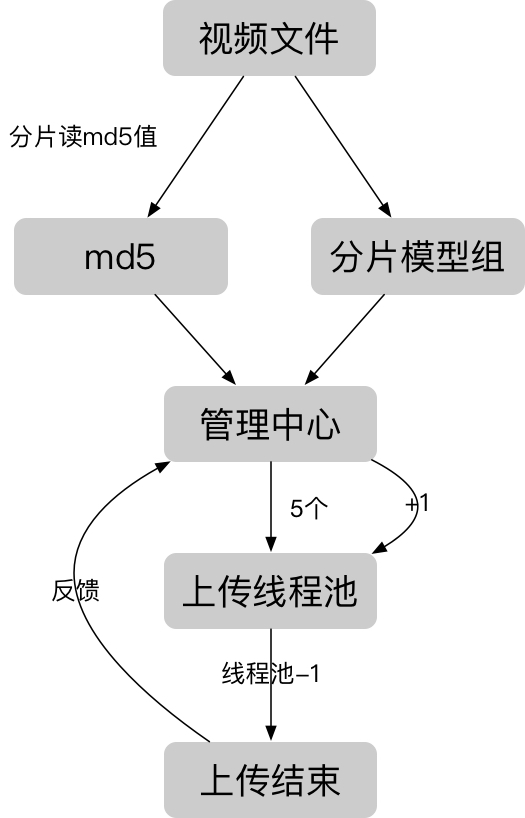 视频文件
分片读md5值
md5
分片模型组
管理中心
5个
+1
上传线程池
反馈
线程池-1
上传结束